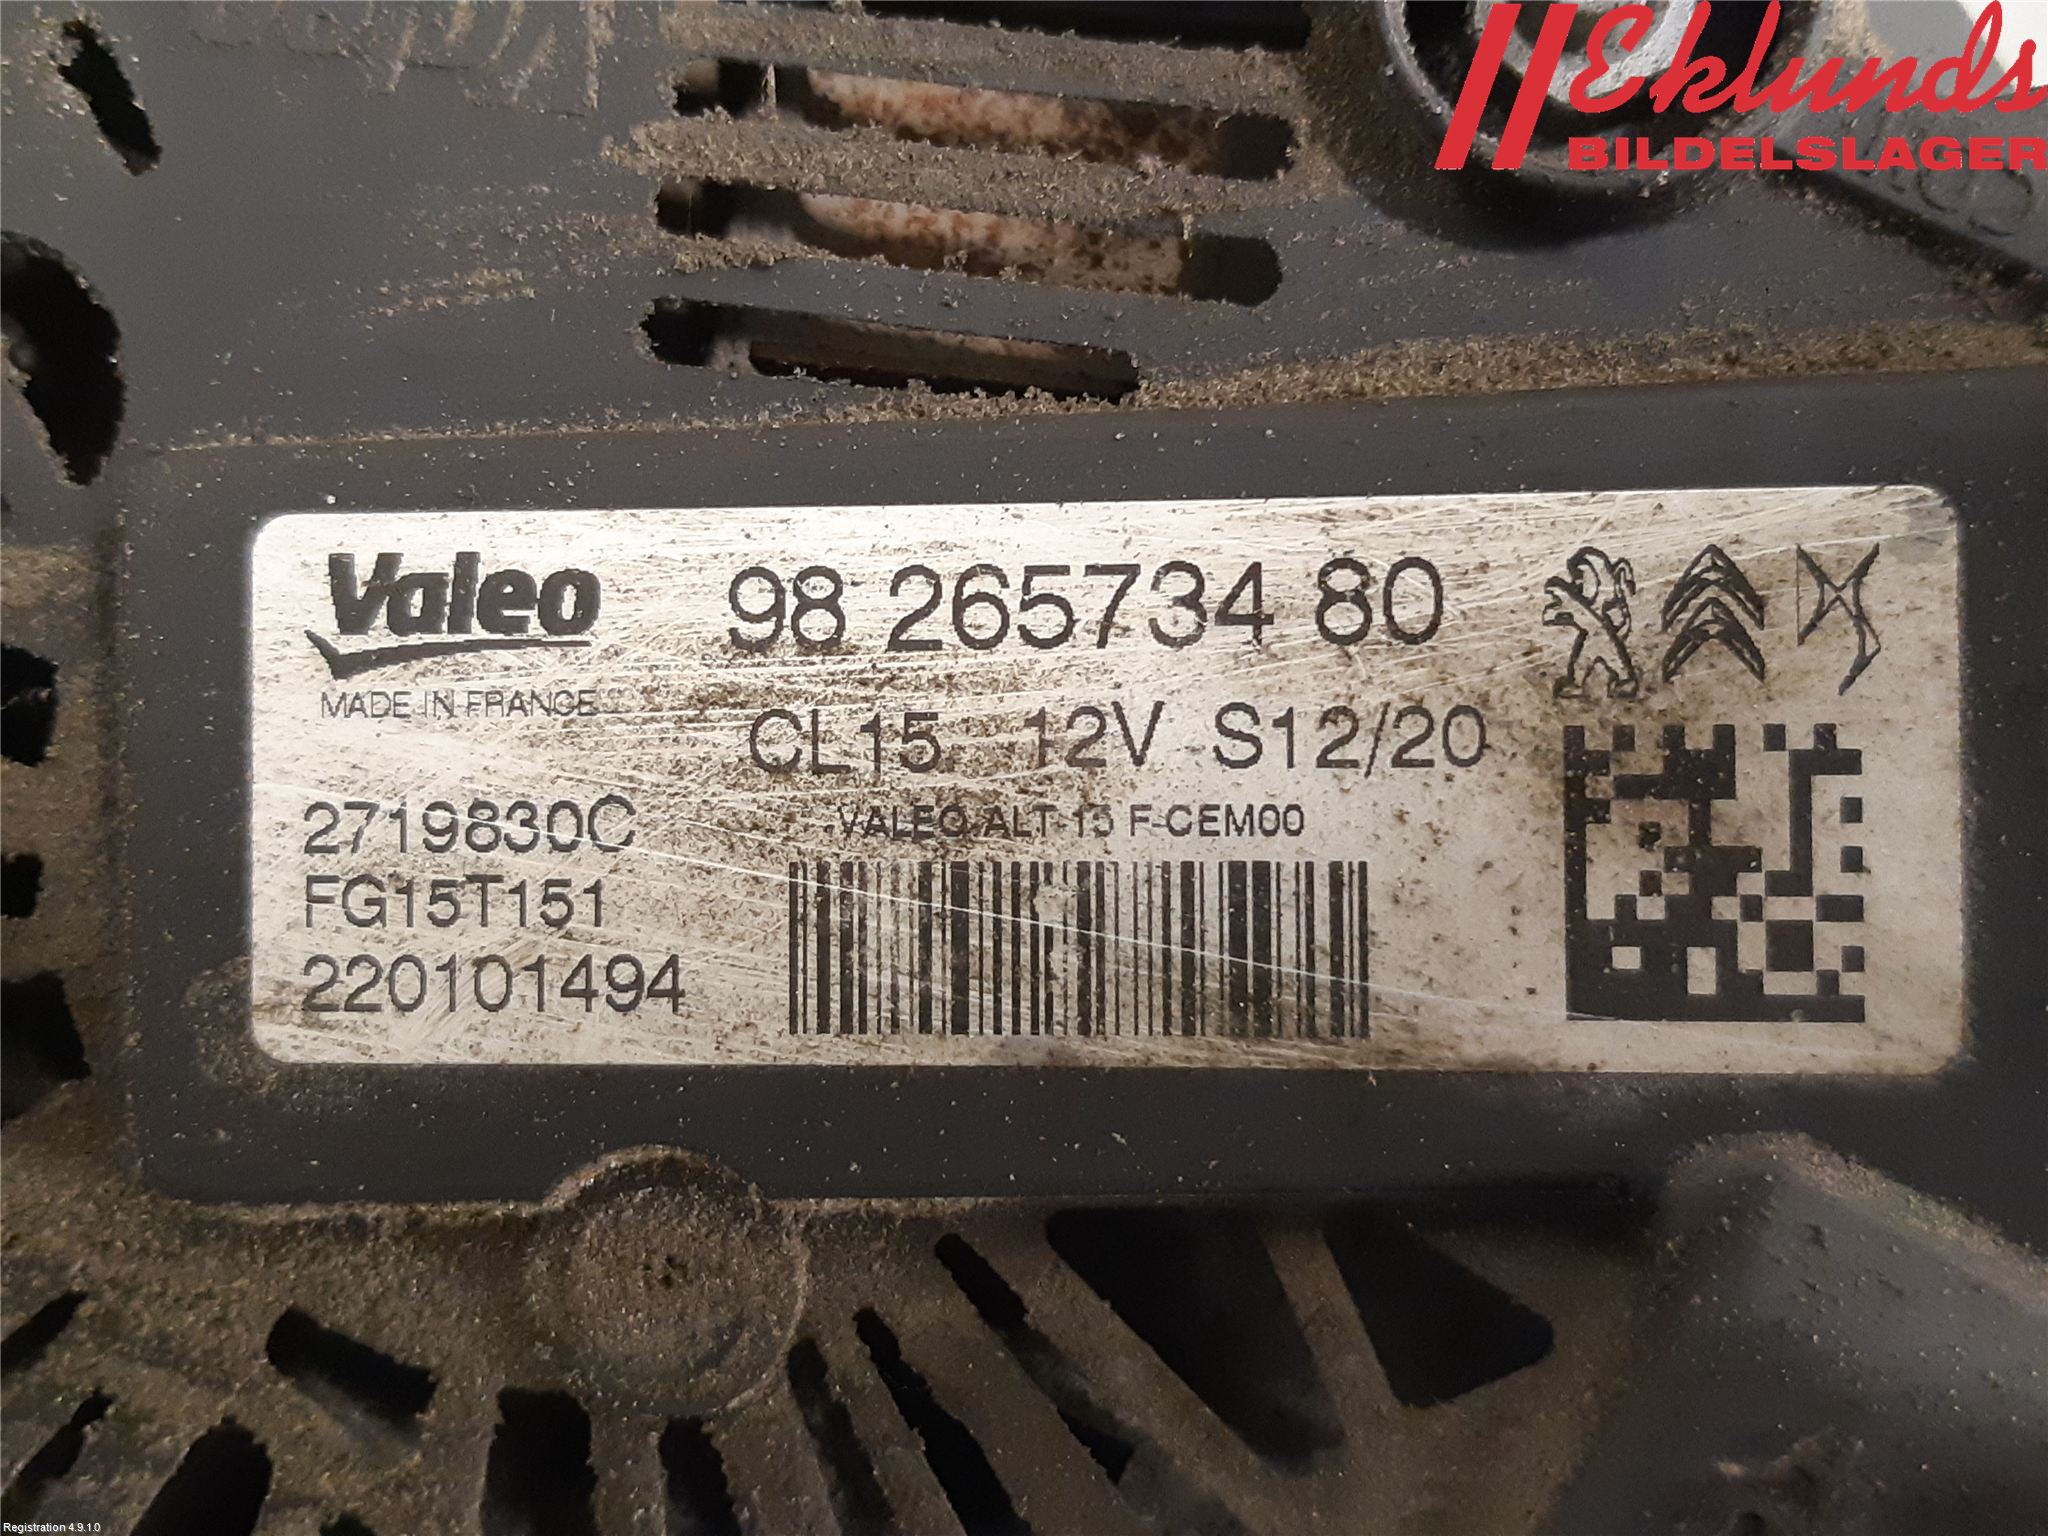 Eklunds
BILDELSLAGER
Valeo
MADE IN FRANCE
98 265734 80
CL15 12V S12/20
2719830C
FG15T151
220101494
VALEO ALT 15 F-CEM00
Registration 4.9.1.0